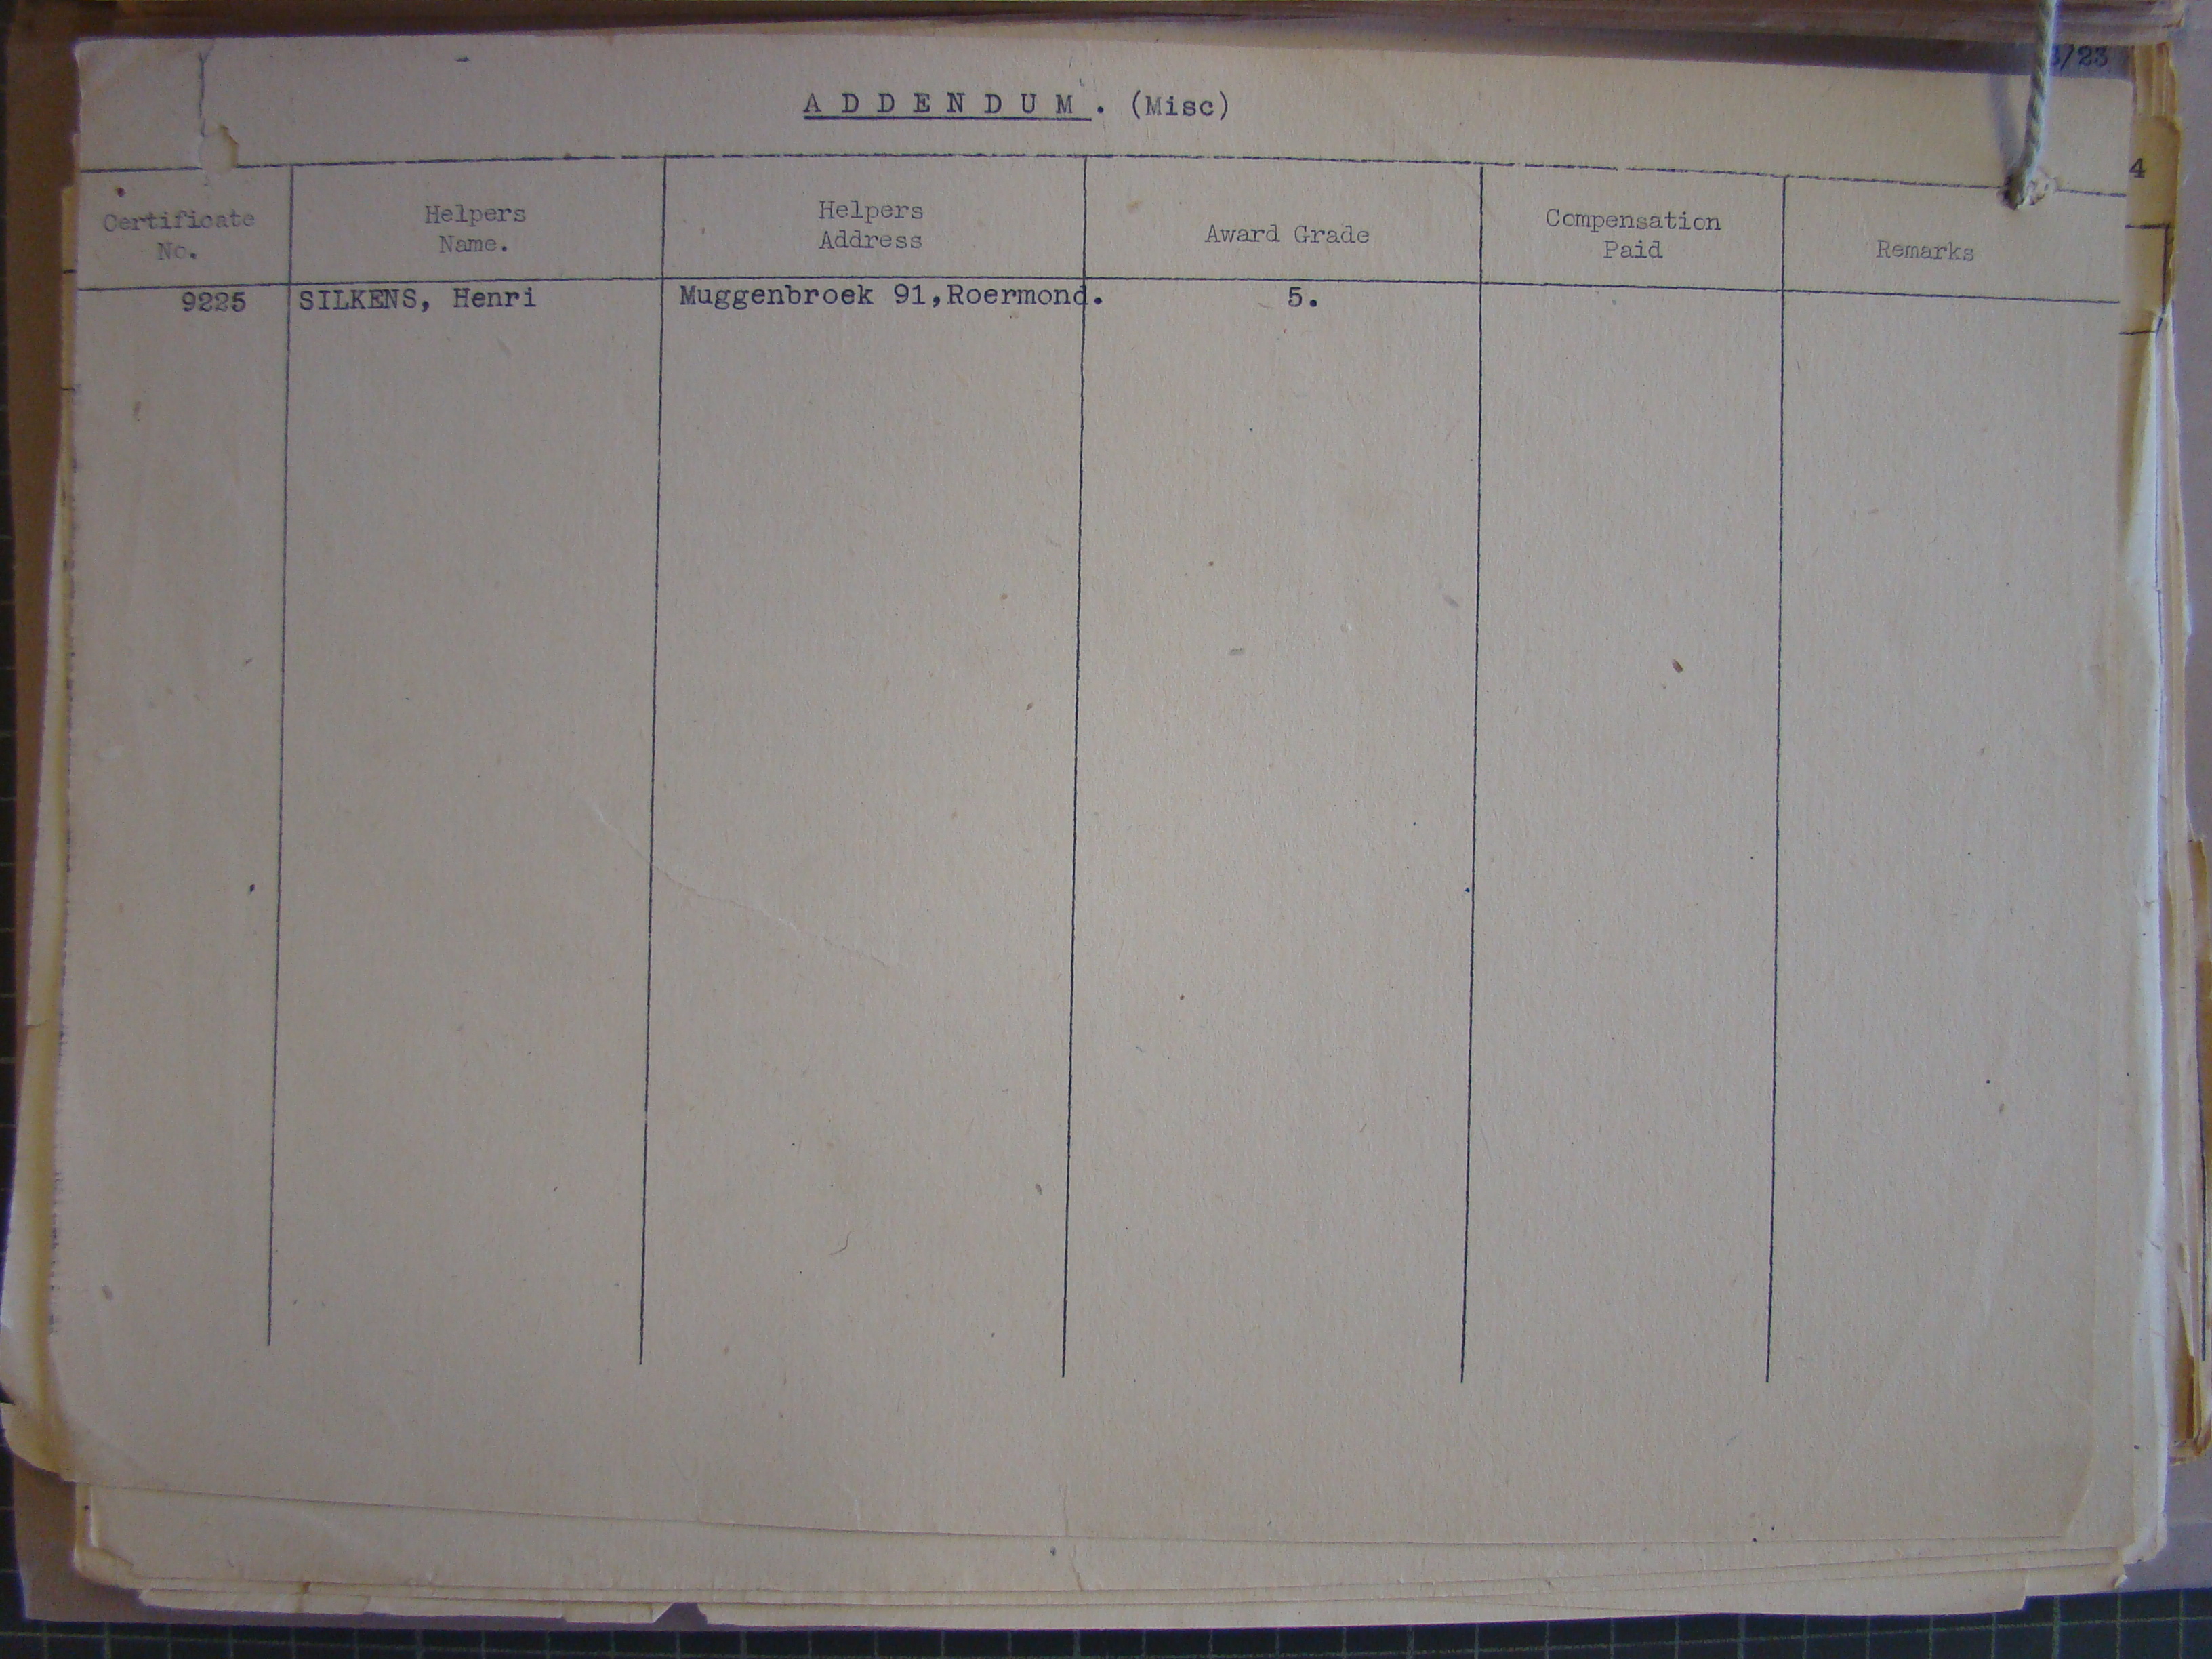 A D D E N D U M . (Misc)
Certificate No.
Helpers Name.
Helpers Address
Award Grade
Compensation Paid
Remarks
9225 SILKENS, Henri Muggenbroek 91,Roermond. 5.
/23
4